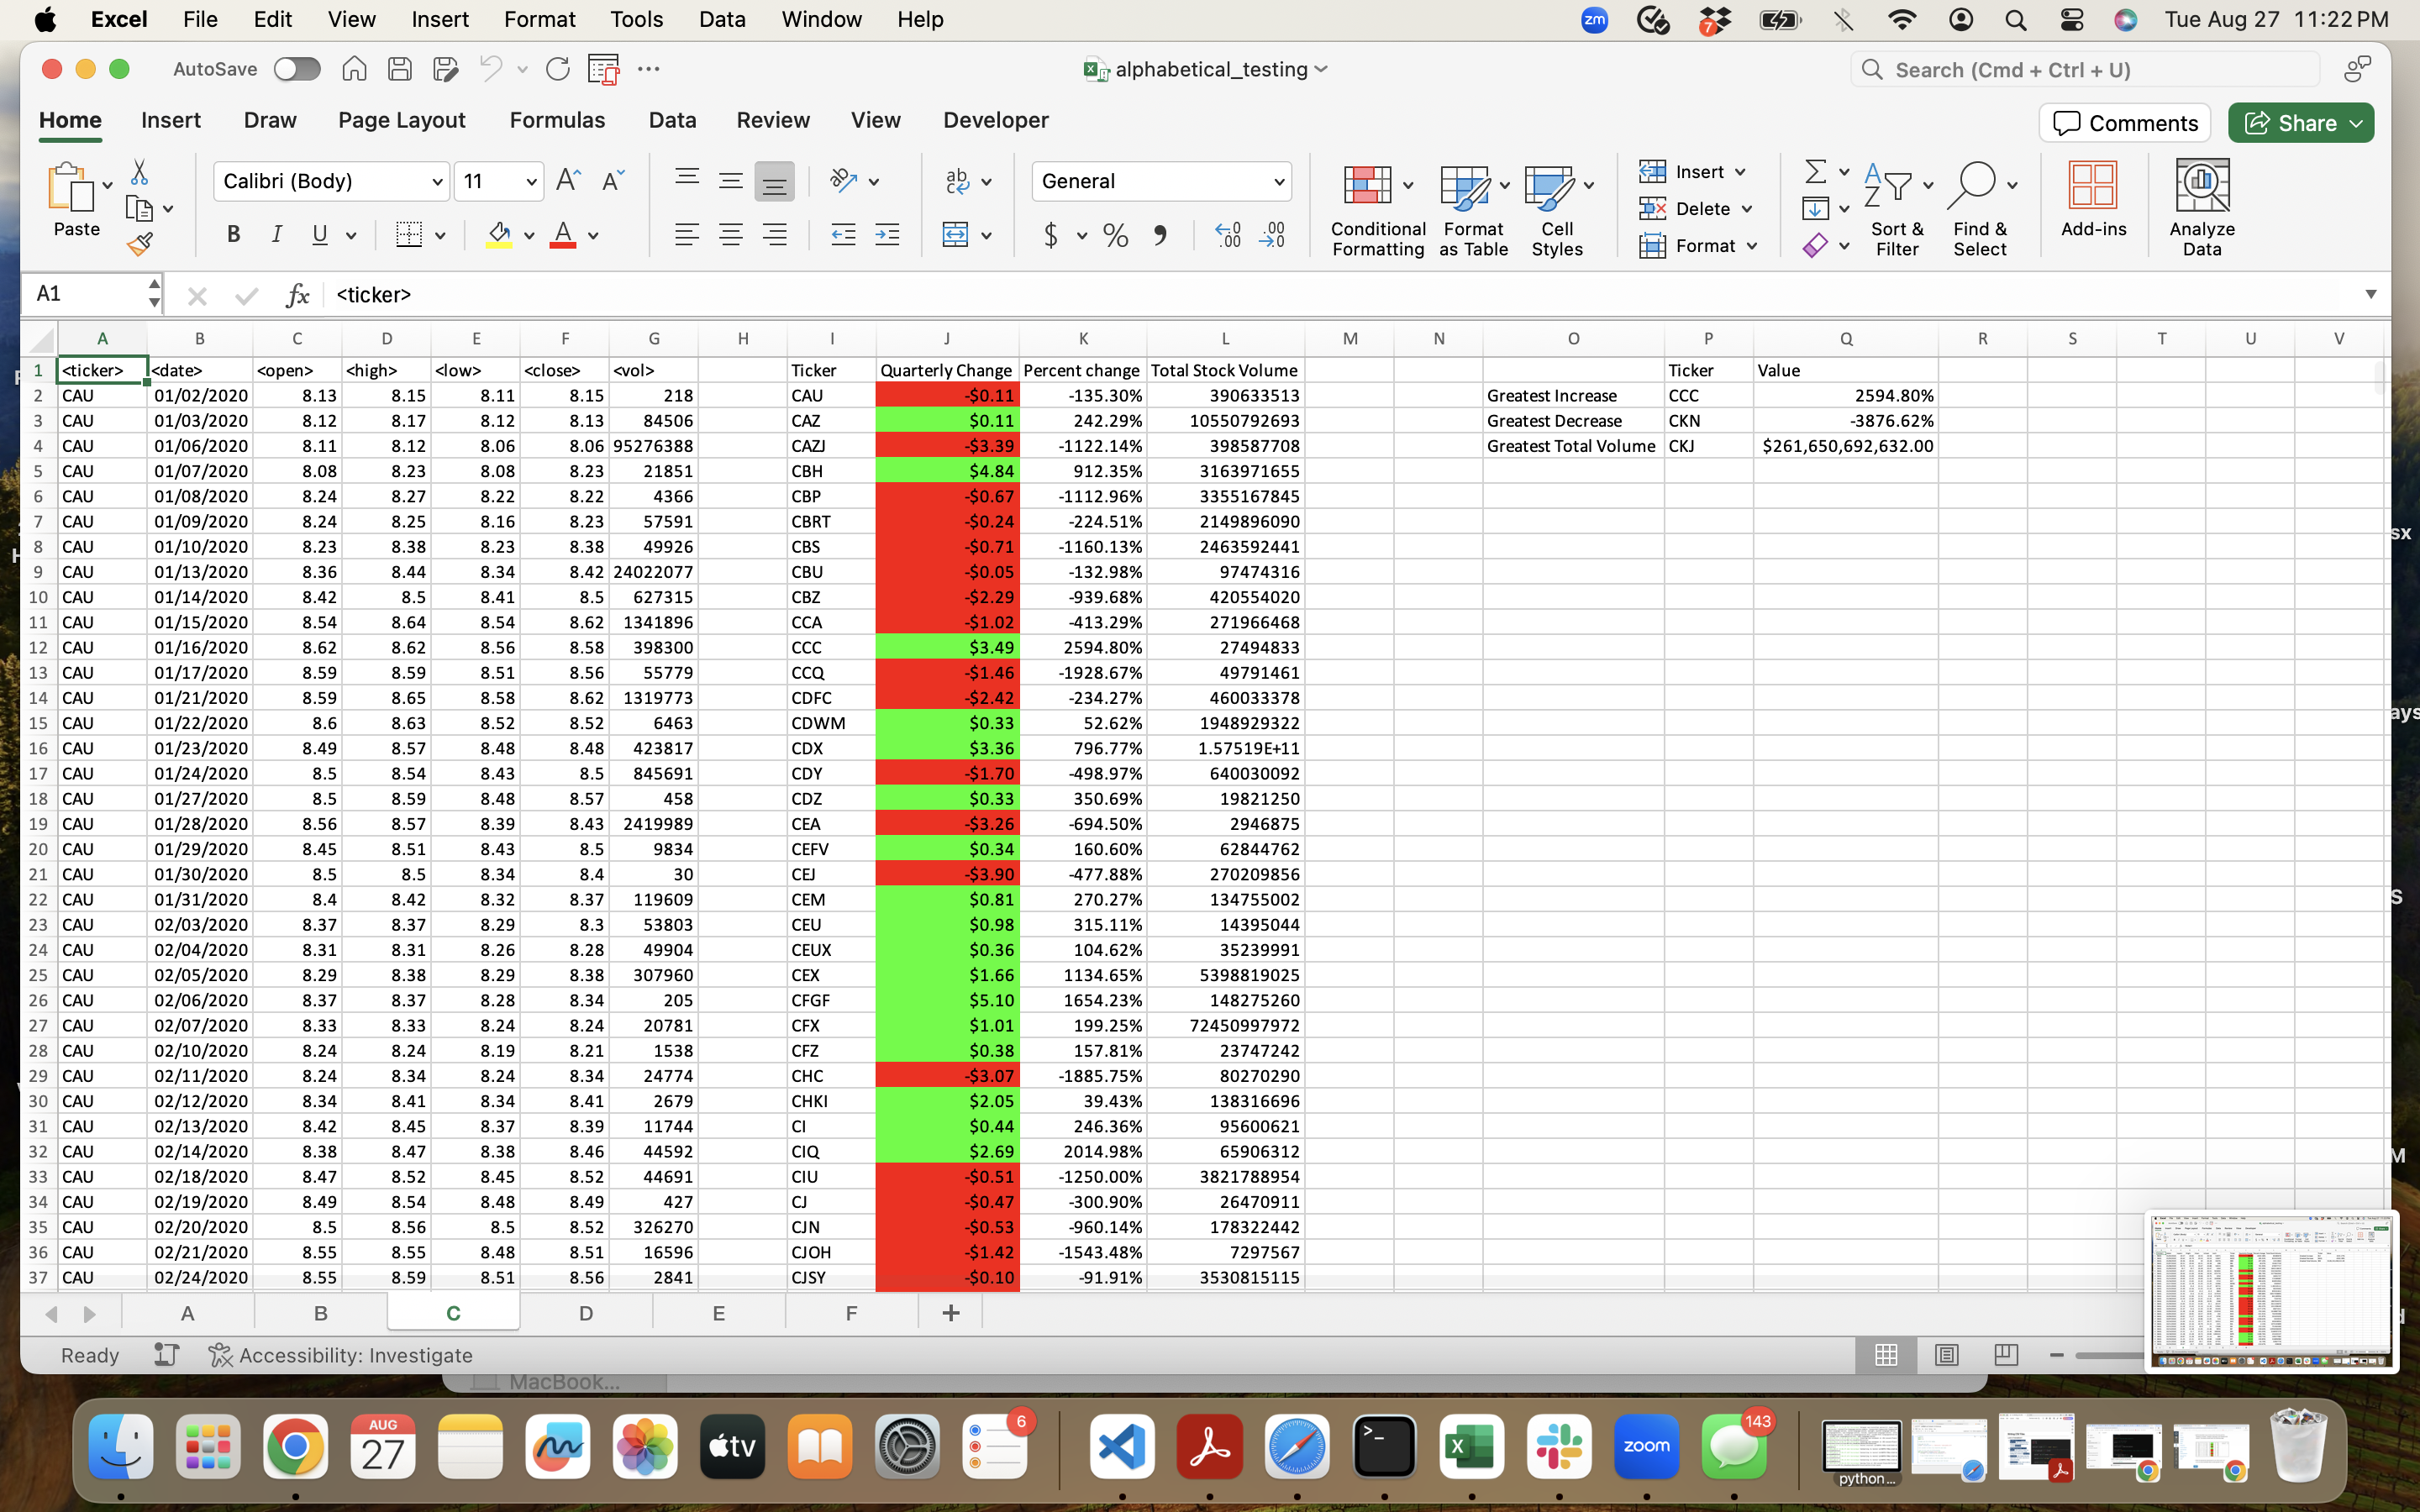 Excel File Edit View Insert Format Tools Data Window Help zm 7 Tue Aug 27 11:22 PM
AutoSave alphabetical_testing Search (Cmd + Ctrl + U)
Home Insert Draw Page Layout Formulas Data Review View Developer Comments Share
Paste Calibri (Body) 11 General Conditional Formatting Format as Table Cell Styles Insert Delete Format Sort & Filter Find & Select Add-ins Analyze Data
A1 fx <ticker>
A B C D E F G H I J K L M N O P Q R S T U V
1 <ticker> <date> <open> <high> <low> <close> <vol> Ticker Quarterly Change Percent change Total Stock Volume Ticker Value
2 CAU 01/02/2020 8.13 8.15 8.11 8.15 218 CAU -$0.11 -135.30% 390633513 Greatest Increase CCC 2594.80%
3 CAU 01/03/2020 8.12 8.17 8.12 8.13 84506 CAZ $0.11 242.29% 10550792693 Greatest Decrease CKN -3876.62%
4 CAU 01/06/2020 8.11 8.12 8.06 8.06 95276388 CAZJ -$3.39 -1122.14% 398587708 Greatest Total Volume CKJ $261,650,692,632.00
5 CAU 01/07/2020 8.08 8.23 8.08 8.23 21851 CBH $4.84 912.35% 3163971655
6 CAU 01/08/2020 8.24 8.27 8.22 8.22 4366 CBP -$0.67 -1112.96% 3355167845
7 CAU 01/09/2020 8.24 8.25 8.16 8.23 57591 CBRT -$0.24 -224.51% 2149896090
8 CAU 01/10/2020 8.23 8.38 8.23 8.38 49926 CBS -$0.71 -1160.13% 2463592441
9 CAU 01/13/2020 8.36 8.44 8.34 8.42 24022077 CBU -$0.05 -132.98% 97474316
10 CAU 01/14/2020 8.42 8.5 8.41 8.5 627315 CBZ -$2.29 -939.68% 420554020
11 CAU 01/15/2020 8.54 8.64 8.54 8.62 1341896 CCA -$1.02 -413.29% 271966468
12 CAU 01/16/2020 8.62 8.62 8.56 8.58 398300 CCC $3.49 2594.80% 27494833
13 CAU 01/17/2020 8.59 8.59 8.51 8.56 55779 CCQ -$1.46 -1928.67% 49791461
14 CAU 01/21/2020 8.59 8.65 8.58 8.62 1319773 CDFC -$2.42 -234.27% 460033378
15 CAU 01/22/2020 8.6 8.63 8.52 8.52 6463 CDWM $0.33 52.62% 1948929322
16 CAU 01/23/2020 8.49 8.57 8.48 8.48 423817 CDX $3.36 796.77% 1.57519E+11
17 CAU 01/24/2020 8.5 8.54 8.43 8.5 845691 CDY -$1.70 -498.97% 640030092
18 CAU 01/27/2020 8.5 8.59 8.48 8.57 458 CDZ $0.33 350.69% 19821250
19 CAU 01/28/2020 8.56 8.57 8.39 8.43 2419989 CEA -$3.26 -694.50% 2946875
20 CAU 01/29/2020 8.45 8.51 8.43 8.5 9834 CEFV $0.34 160.60% 62844762
21 CAU 01/30/2020 8.5 8.5 8.34 8.4 30 CEJ -$3.90 -477.88% 270209856
22 CAU 01/31/2020 8.4 8.42 8.32 8.37 119609 CEM $0.81 270.27% 134755002
23 CAU 02/03/2020 8.37 8.37 8.29 8.3 53803 CEU $0.98 315.11% 14395044
24 CAU 02/04/2020 8.31 8.31 8.26 8.28 49904 CEUX $0.36 104.62% 35239991
25 CAU 02/05/2020 8.29 8.38 8.29 8.38 307960 CEX $1.66 1134.65% 5398819025
26 CAU 02/06/2020 8.37 8.37 8.28 8.34 205 CFGF $5.10 1654.23% 148275260
27 CAU 02/07/2020 8.33 8.33 8.24 8.24 20781 CFX $1.01 199.25% 72450997972
28 CAU 02/10/2020 8.24 8.24 8.19 8.21 1538 CFZ $0.38 157.81% 23747242
29 CAU 02/11/2020 8.24 8.34 8.24 8.34 24774 CHC -$3.07 -1885.75% 80270290
30 CAU 02/12/2020 8.34 8.41 8.34 8.41 2679 CHKI $2.05 39.43% 138316696
31 CAU 02/13/2020 8.42 8.45 8.37 8.39 11744 CI $0.44 246.36% 95600621
32 CAU 02/14/2020 8.38 8.47 8.38 8.46 44592 CIQ $2.69 2014.98% 65906312
33 CAU 02/18/2020 8.47 8.52 8.45 8.52 44691 CIU -$0.51 -1250.00% 3821788954
34 CAU 02/19/2020 8.49 8.54 8.48 8.49 427 CJ -$0.47 -300.90% 26470911
35 CAU 02/20/2020 8.5 8.56 8.5 8.52 326270 CJN -$0.53 -960.14% 178322442
36 CAU 02/21/2020 8.55 8.55 8.48 8.51 16596 CJOH -$1.42 -1543.48% 7297567
37 CAU 02/24/2020 8.55 8.59 8.51 8.56 2841 CJSY -$0.10 -91.91% 3530815115
A B C D E F +
Ready Accessibility: Investigate
MacBook...
AUG 27 tv 6 zoom 143 python...